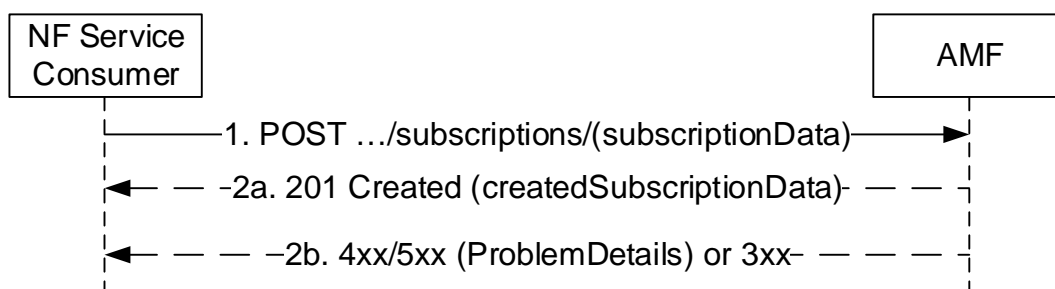 NF Service
Consumer
AMF
1. POST …/subscriptions/(subscriptionData)
2a. 201 Created (createdSubscriptionData)
2b. 4xx/5xx (ProblemDetails) or 3xx